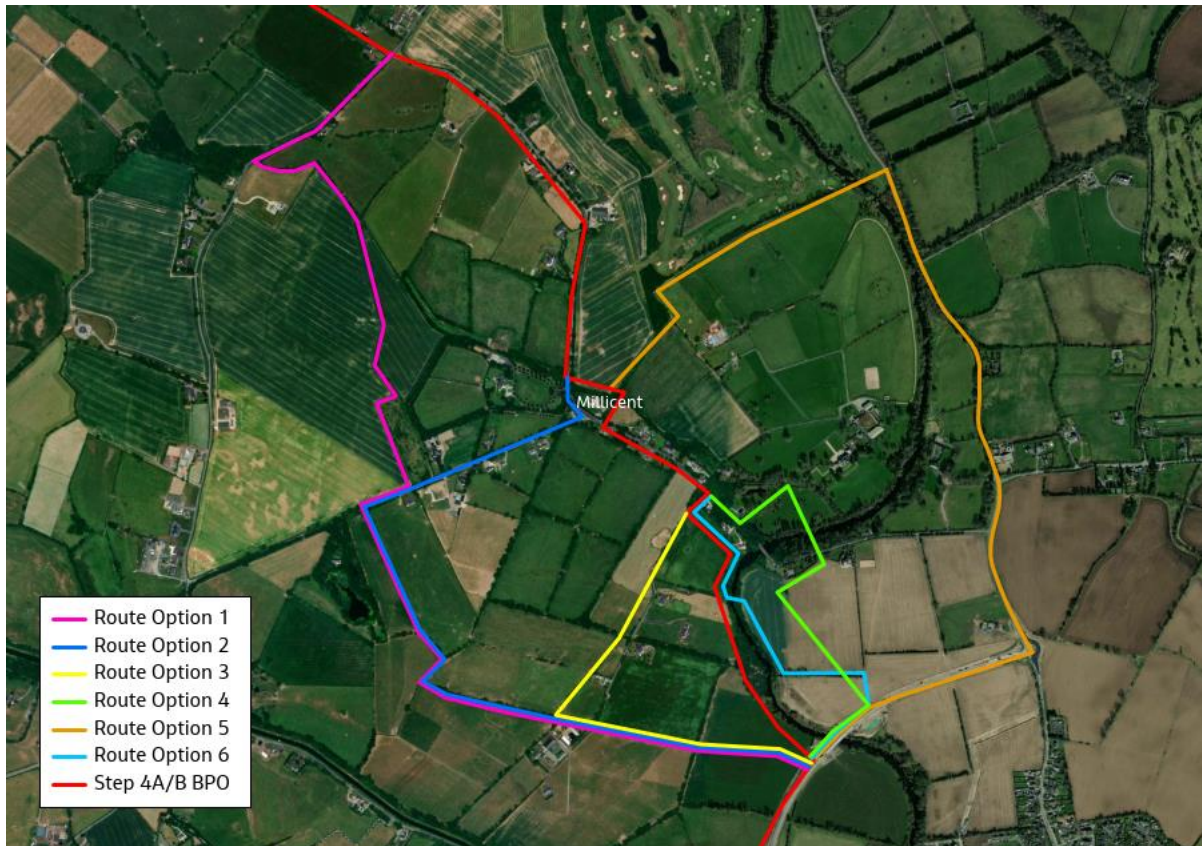 Millicent
Route Option 1
Route Option 2
Route Option 3
Route Option 4
Route Option 5
Route Option 6
Step 4A/B BPO